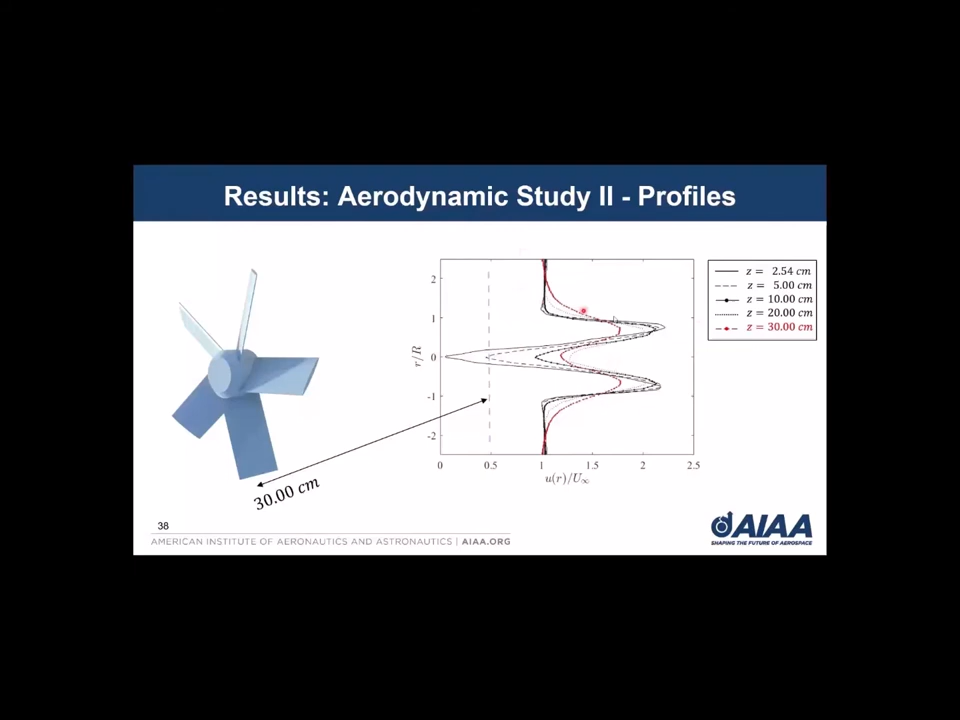 Results: Aerodynamic Study II - Profiles
z = 2.54 cm
z = 5.00 cm
z = 10.00 cm
z = 20.00 cm
z = 30.00 cm
2
1
0
-1
-2
r/R
0 0.5 1 1.5 2 2.5
u(r)/U∞
30.00 cm
38
AMERICAN INSTITUTE OF AERONAUTICS AND ASTRONAUTICS | AIAA.ORG
AIAA
SHAPING THE FUTURE OF AEROSPACE